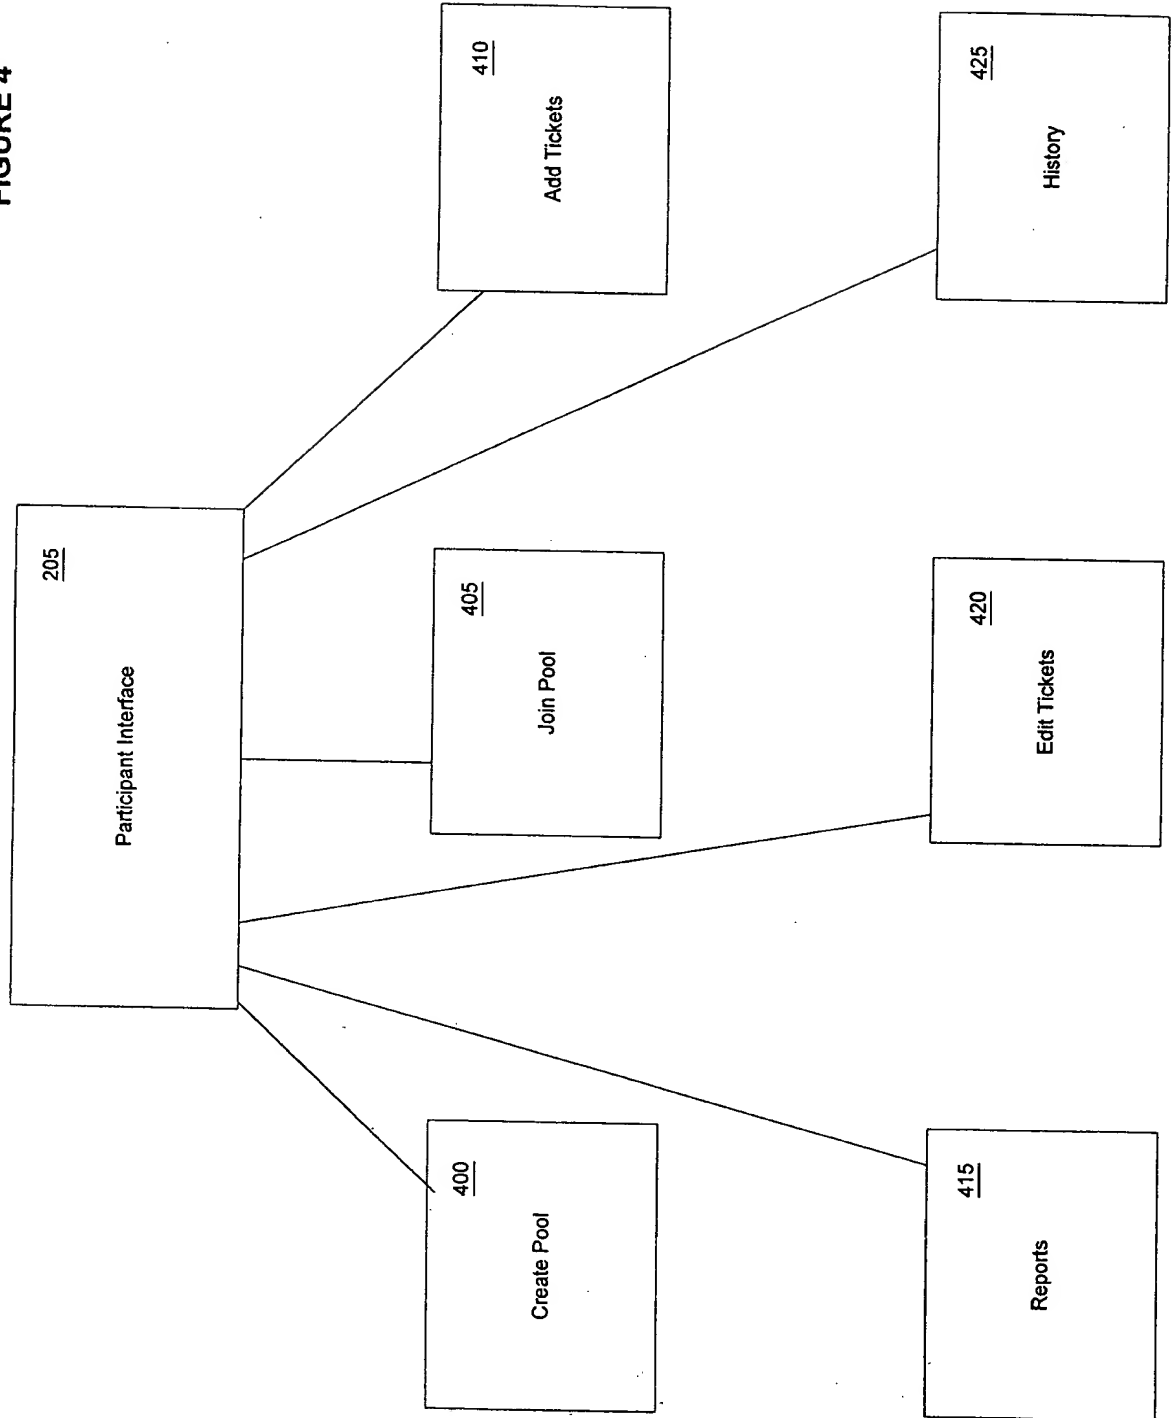 FIGURE 4
205
Participant Interface
400
Create Pool
405
Join Pool
410
Add Tickets
415
Reports
420
Edit Tickets
425
History